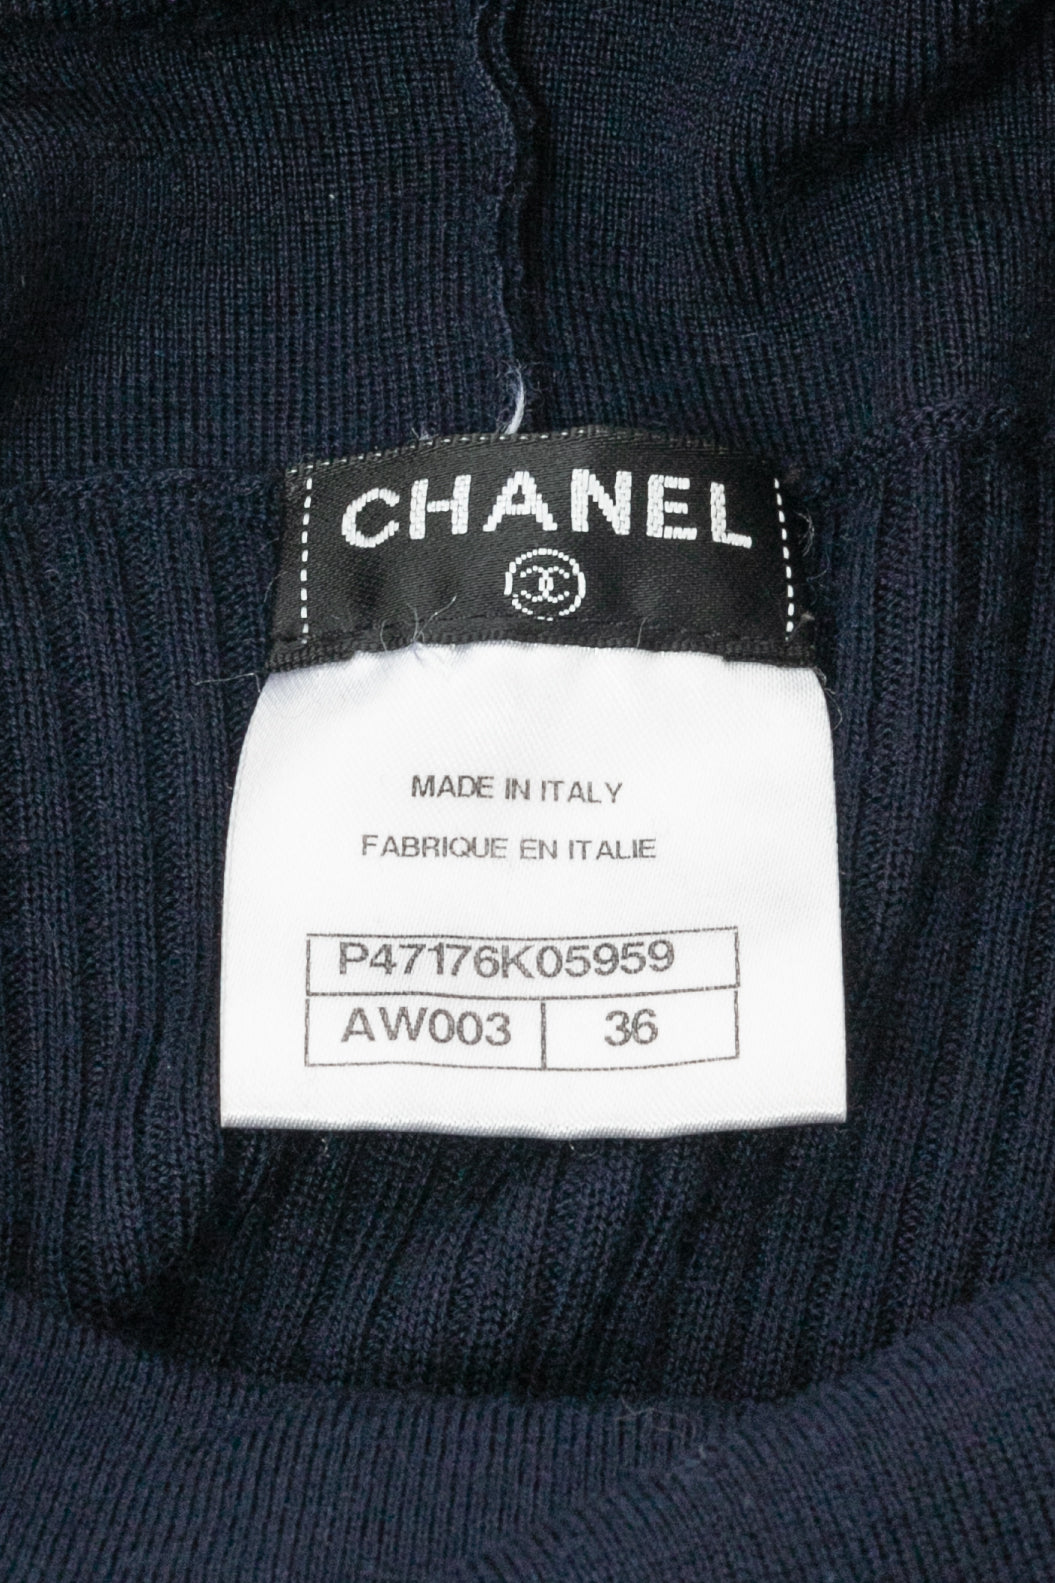 CHANEL
MADE IN ITALY
FABRIQUE EN ITALIE
P47176K05959
AW003 36